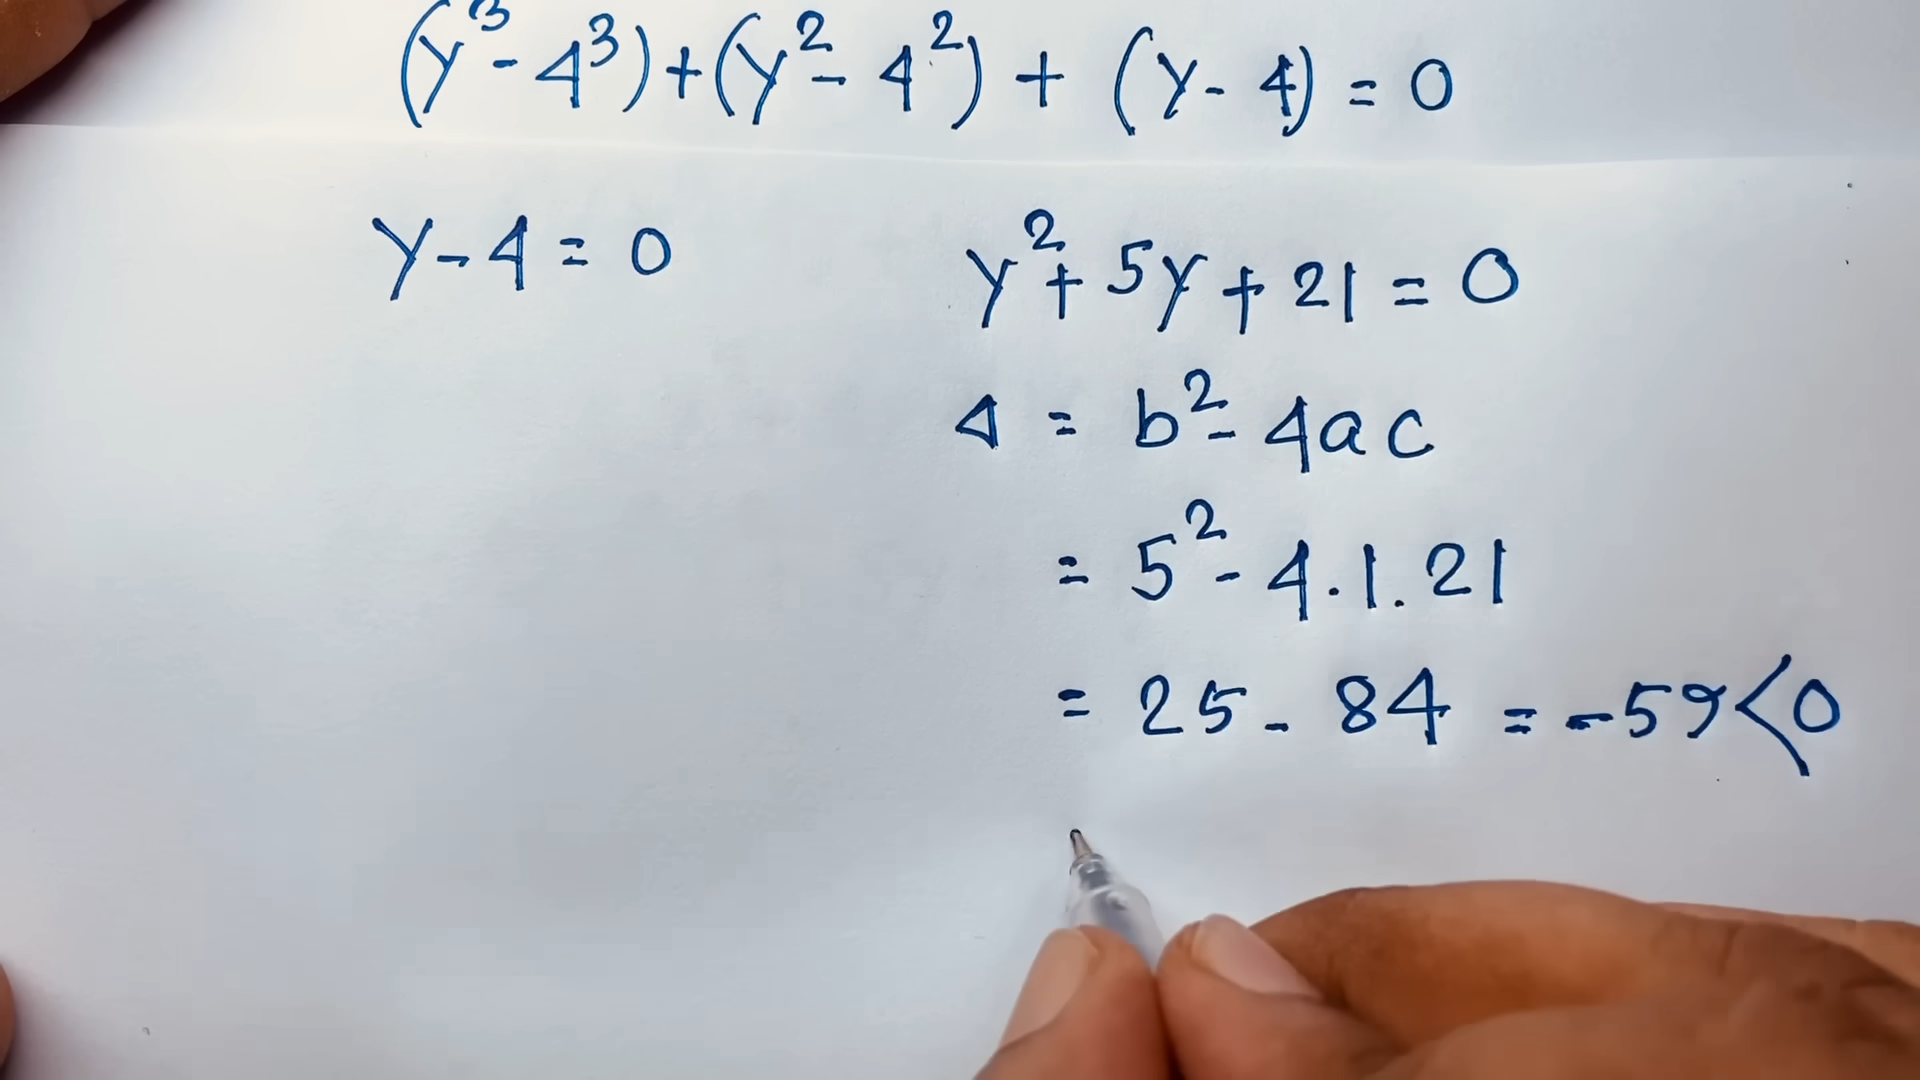 (y³ - 4³) + (y² - 4²) + (y - 4) = 0
y - 4 = 0
y² + 5y + 21 = 0
Δ = b² - 4ac
= 5² - 4.1.21
= 25 - 84 = -59 < 0